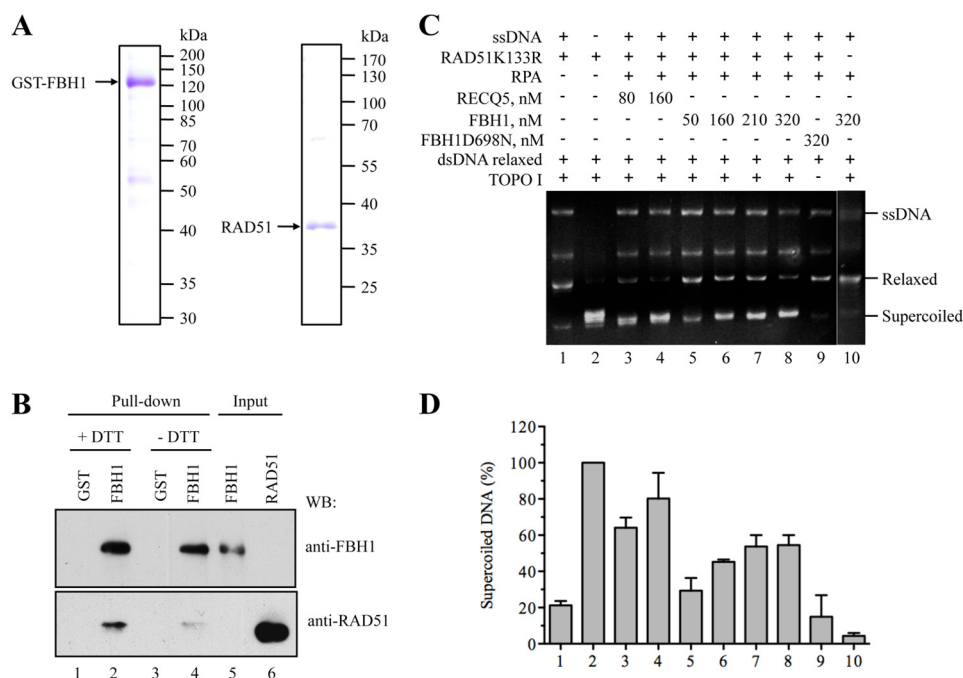 A
kDa
200
150
120
100
85
70
60
50
40
35
30
GST-FBH1
kDa
170
130
100
70
55
40
35
25
RAD51
B
Pull-down Input
+ DTT - DTT
GST FBH1 GST FBH1 FBH1 RAD51
WB:
anti-FBH1
anti-RAD51
1 2 3 4 5 6
C
ssDNA + - + + + + + + + -
RAD51K133R + + + + + + + + + -
RPA - - + + + + + + + +
RECQ5, nM - - 80 160 - - - - - -
FBH1, nM - - - - 50 160 210 320 - 320
FBH1D698N, nM - - - - - - - - 320 -
dsDNA relaxed + + + + + + + + + +
TOPO I + + + + + + + + - +
ssDNA
Relaxed
Supercoiled
1 2 3 4 5 6 7 8 9 10
D
Supercoiled DNA (%)
120
100
80
60
40
20
0
1 2 3 4 5 6 7 8 9 10